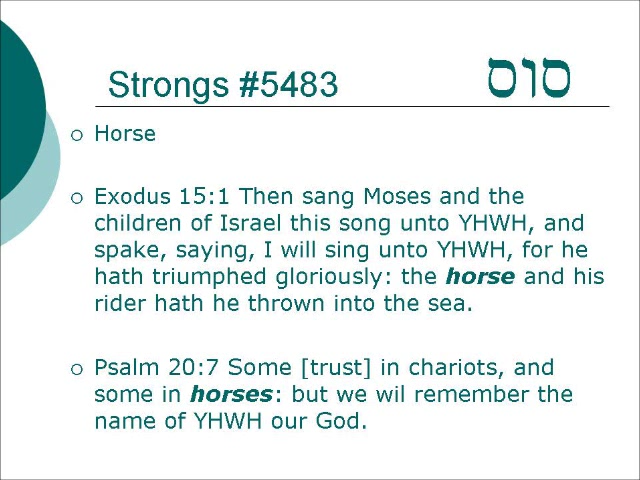 Strongs #5483 סוס
Horse
Exodus 15:1 Then sang Moses and the
children of Israel this song unto YHWH, and
spake, saying, I will sing unto YHWH, for he
hath triumphed gloriously: the horse and his
rider hath he thrown into the sea.
Psalm 20:7 Some [trust] in chariots, and
some in horses: but we wil remember the
name of YHWH our God.